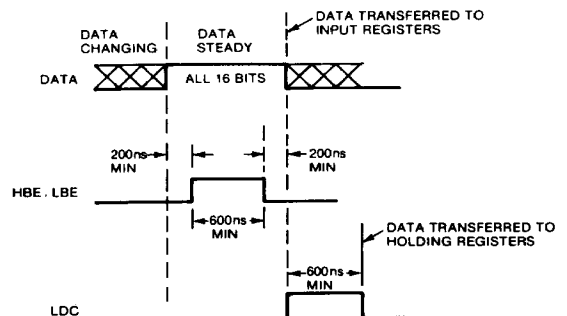 DATA TRANSFERRED TO
INPUT REGISTERS
DATA
CHANGING
DATA
STEADY
DATA
ALL 16 BITS
200ns
MIN
200ns
MIN
HBE, LBE
600ns
MIN
DATA TRANSFERRED TO
HOLDING REGISTERS
600ns
MIN
LDC